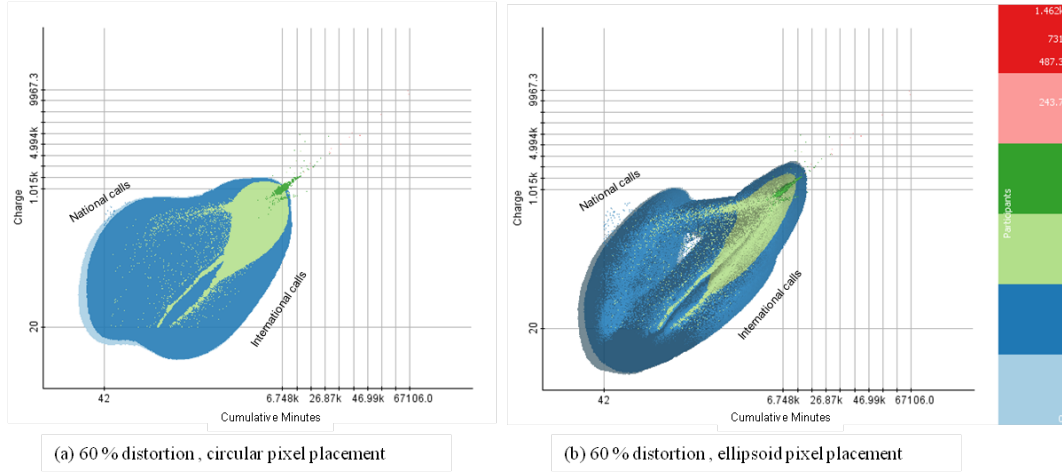 9967.3
4.994k
1.015k
20
Charge
National calls
International calls
42
6.748k
26.87k
46.99k
67106.0
Cumulative Minutes
(a) 60 % distortion , circular pixel placement
9967.3
4.994k
1.015k
20
Charge
National calls
International calls
42
6.748k
26.87k
46.99k
67106.0
Cumulative Minutes
(b) 60 % distortion , ellipsoid pixel placement
1.462k
731
487.3
243.7
Participants